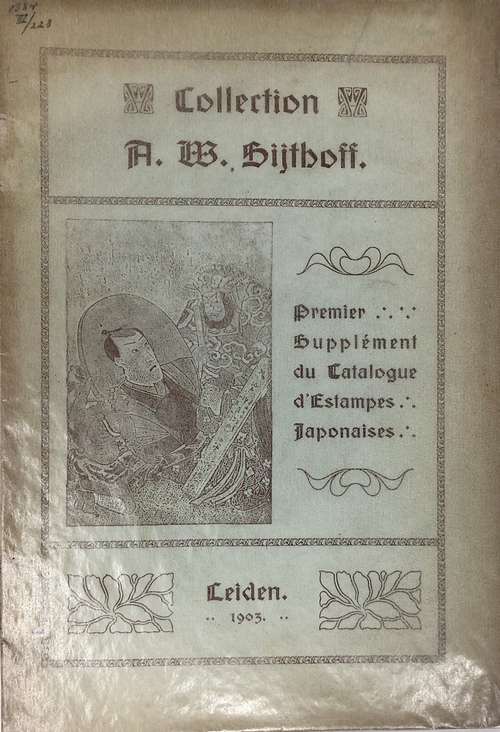 Collection
A. W. Sijthoff.
Premier
Supplément
du Catalogue
d'Estampes
Japonaises
Leiden.
1903.